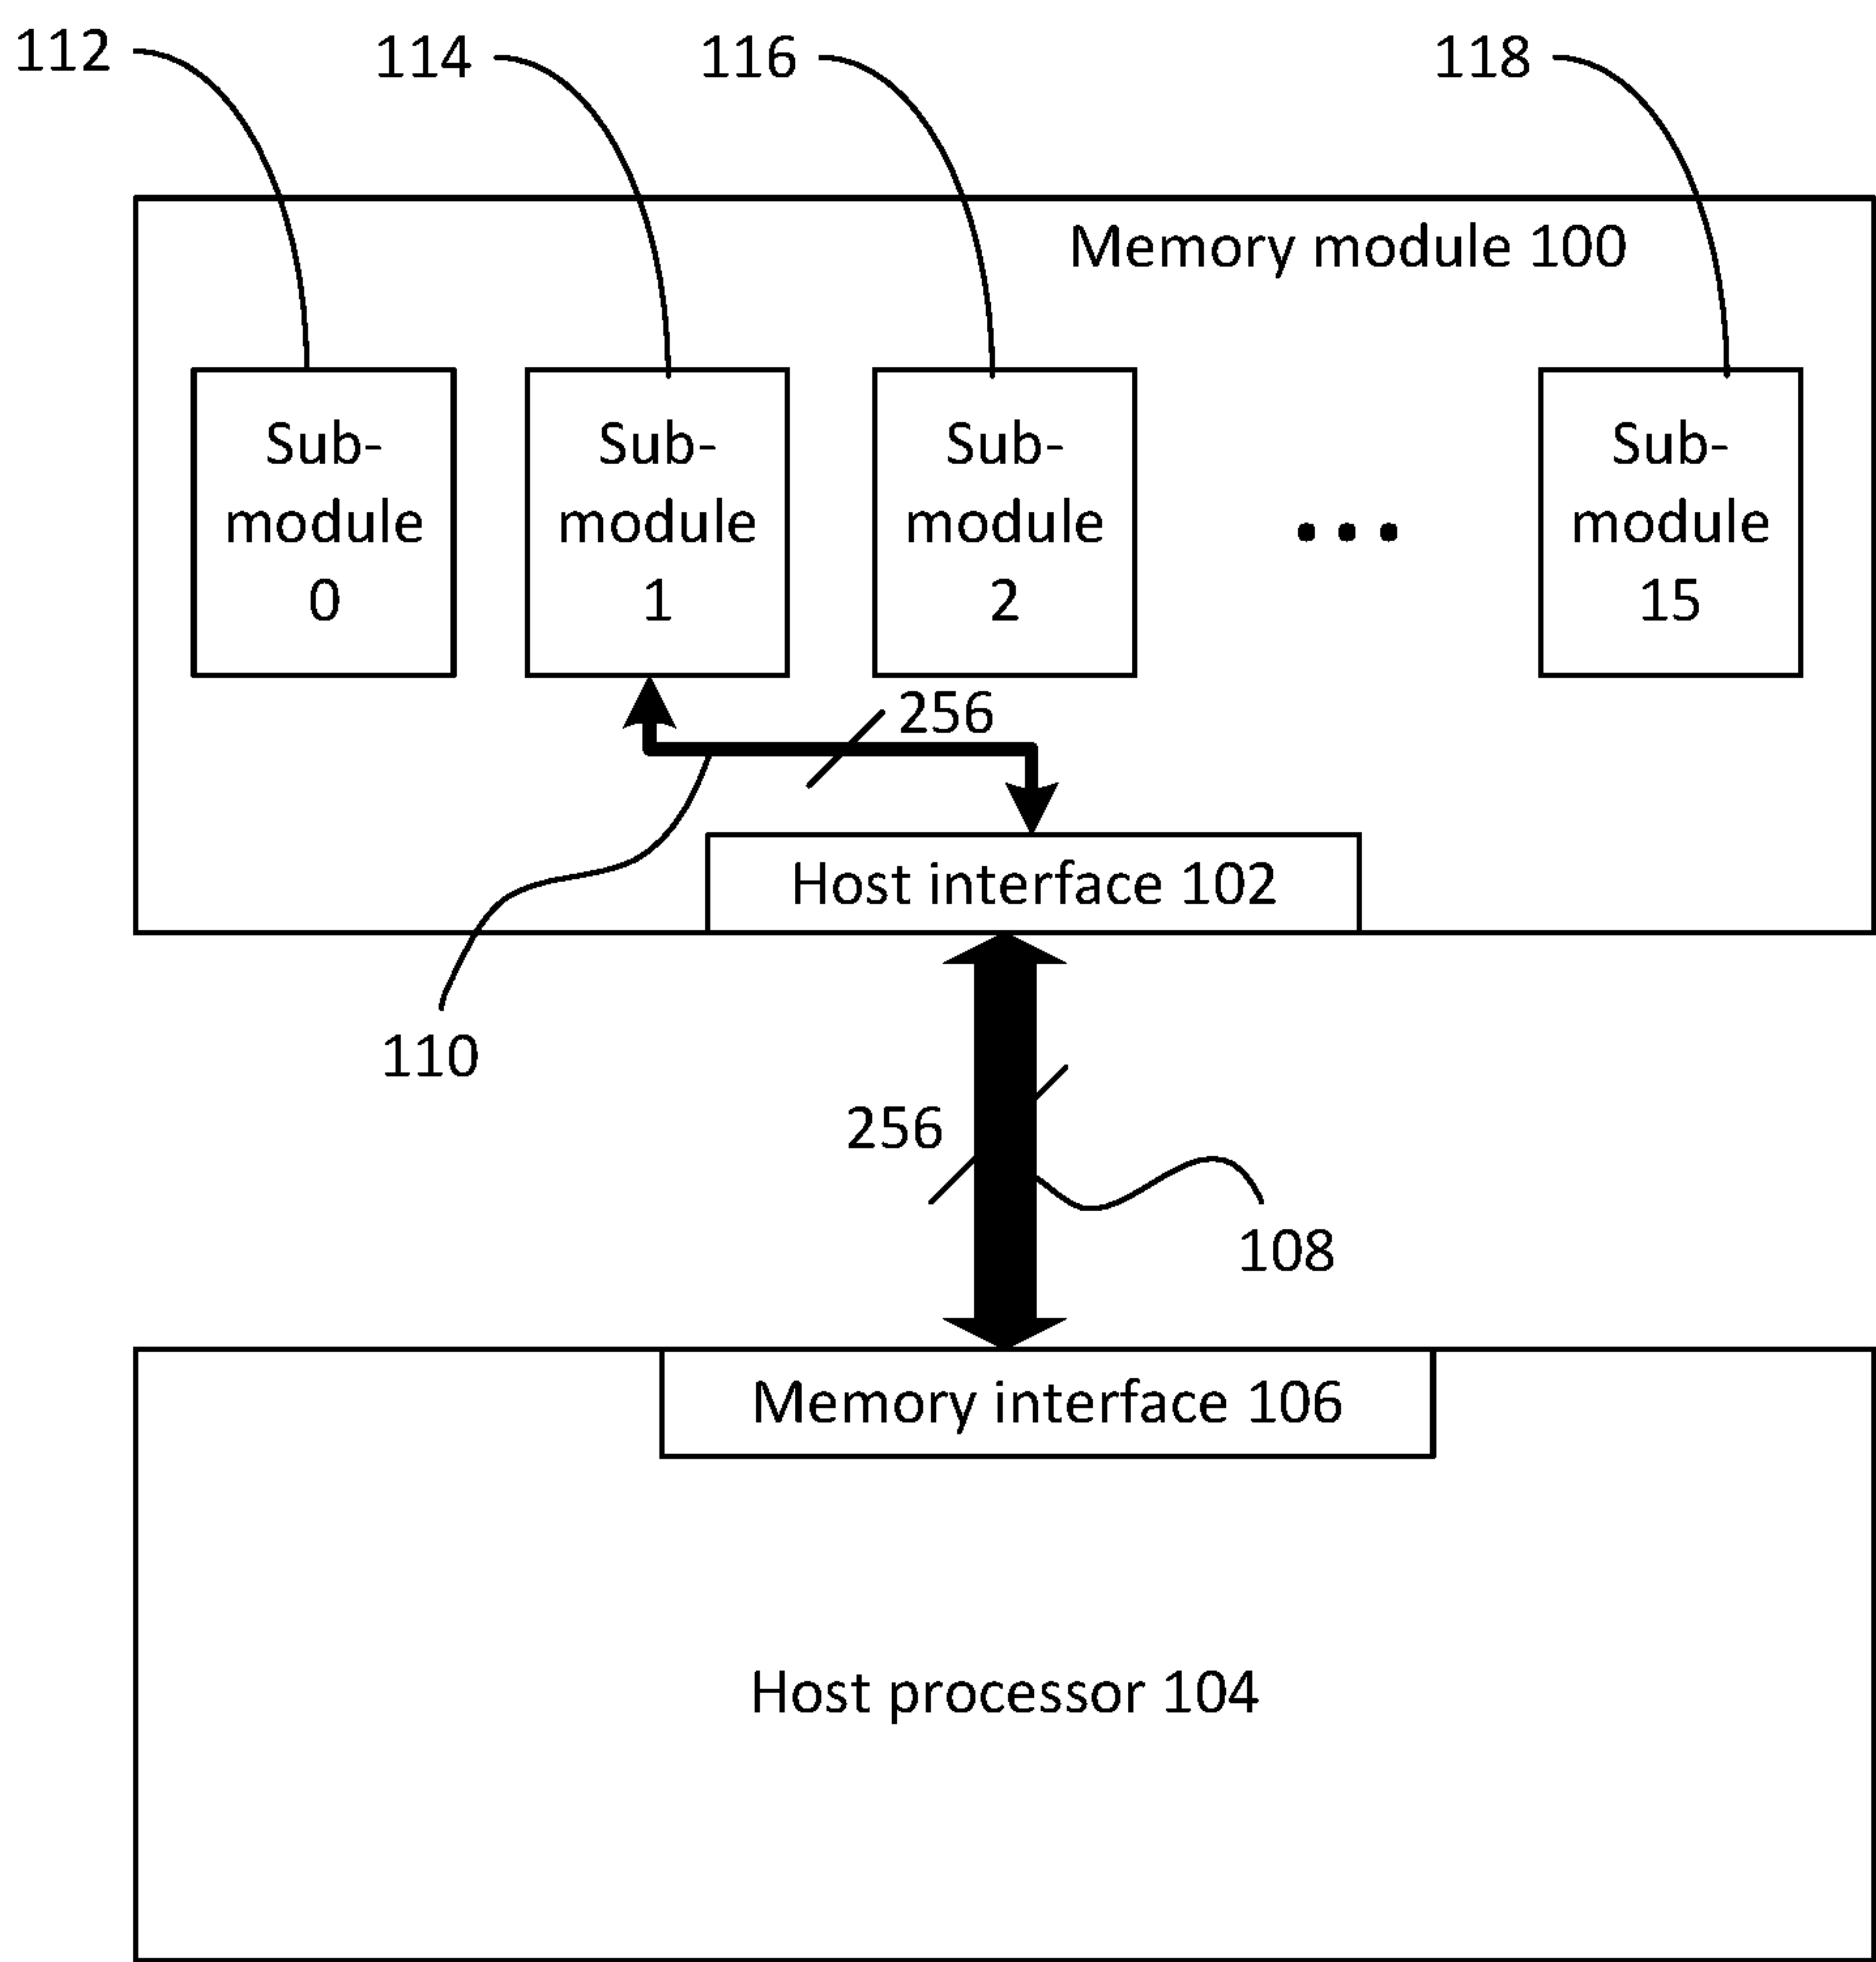 112
114
116
118
Memory module 100
Sub-
module
0
Sub-
module
1
Sub-
module
2
...
Sub-
module
15
256
Host interface 102
110
256
108
Memory interface 106
Host processor 104